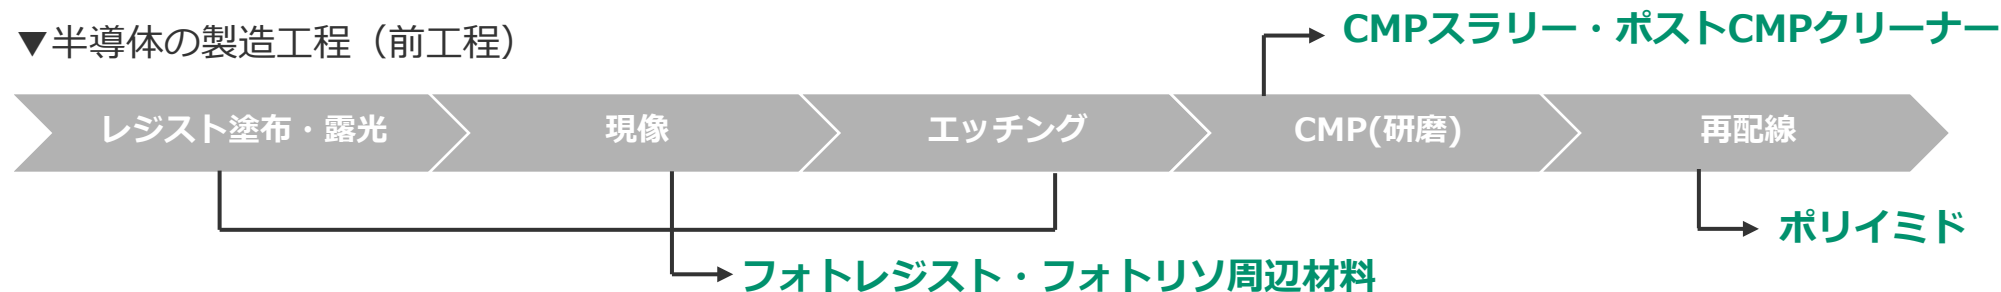 ▼半導体の製造工程（前工程）
CMPスラリー・ポストCMPクリーナー
レジスト塗布・露光
現像
エッチング
CMP(研磨)
再配線
ポリイミド
フォトレジスト・フォトリソ周辺材料